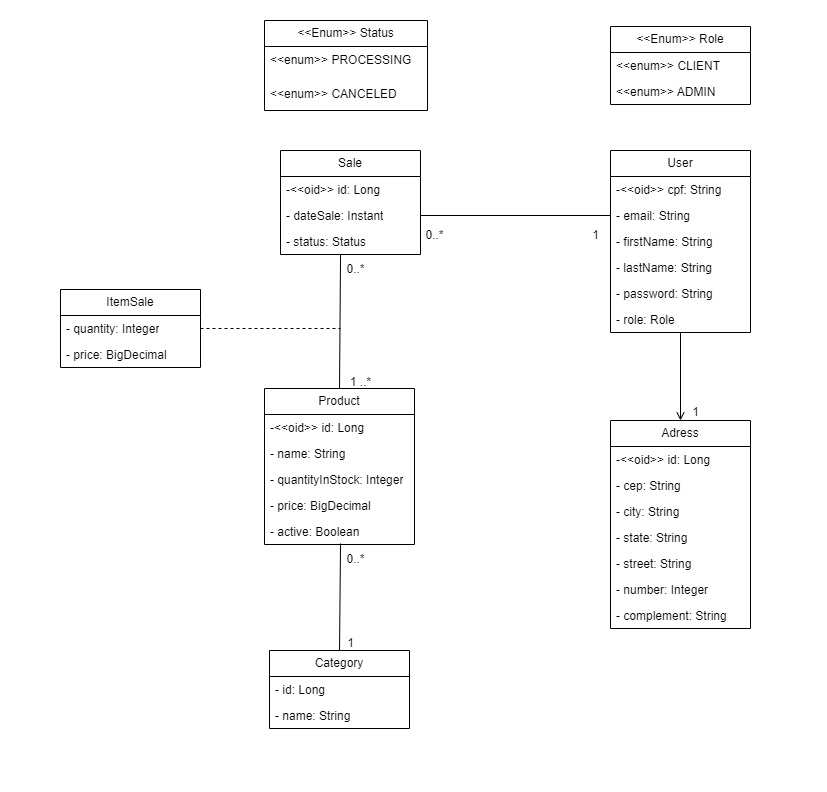 <<Enum>> Status
<<enum>> PROCESSING
<<enum>> CANCELED
<<Enum>> Role
<<enum>> CLIENT
<<enum>> ADMIN
Sale
-<<oid>> id: Long
- dateSale: Instant
- status: Status
0..*
1
0..*
User
-<<oid>> cpf: String
- email: String
- firstName: String
- lastName: String
- password: String
- role: Role
ItemSale
- quantity: Integer
- price: BigDecimal
1..*
Product
-<<oid>> id: Long
- name: String
- quantityInStock: Integer
- price: BigDecimal
- active: Boolean
0..*
1
Adress
-<<oid>> id: Long
- cep: String
- city: String
- state: String
- street: String
- number: Integer
- complement: String
1
Category
- id: Long
- name: String